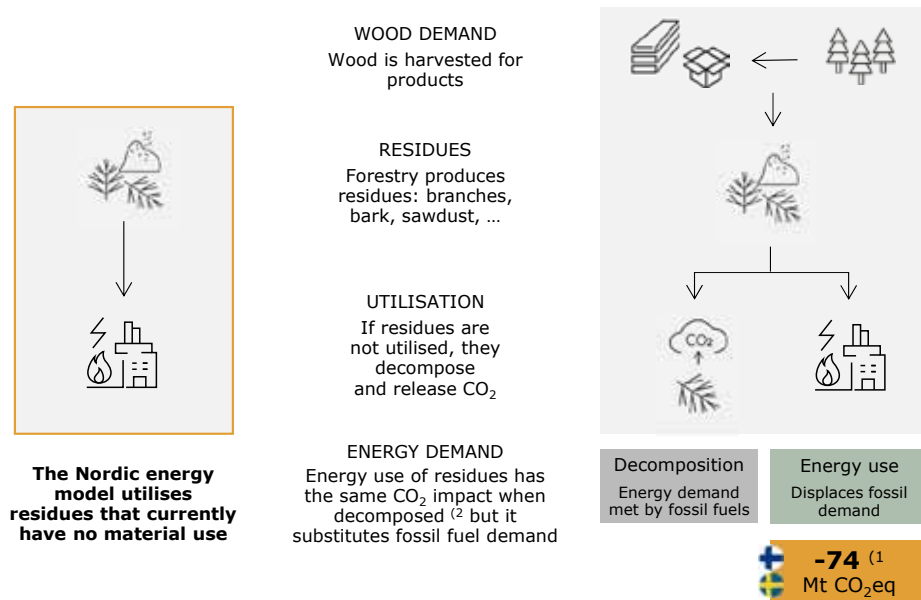 WOOD DEMAND
Wood is harvested for
products
RESIDUES
Forestry produces
residues: branches,
bark, sawdust, ...
UTILISATION
If residues are
not utilised, they
decompose
and release CO₂
CO₂
ENERGY DEMAND
Energy use of residues has
the same CO₂ impact when
decomposed ⁽² but it
substitutes fossil fuel demand
The Nordic energy
model utilises
residues that currently
have no material use
Decomposition
Energy demand
met by fossil fuels
Energy use
Displaces fossil
demand
-74 ⁽¹
Mt CO₂eq